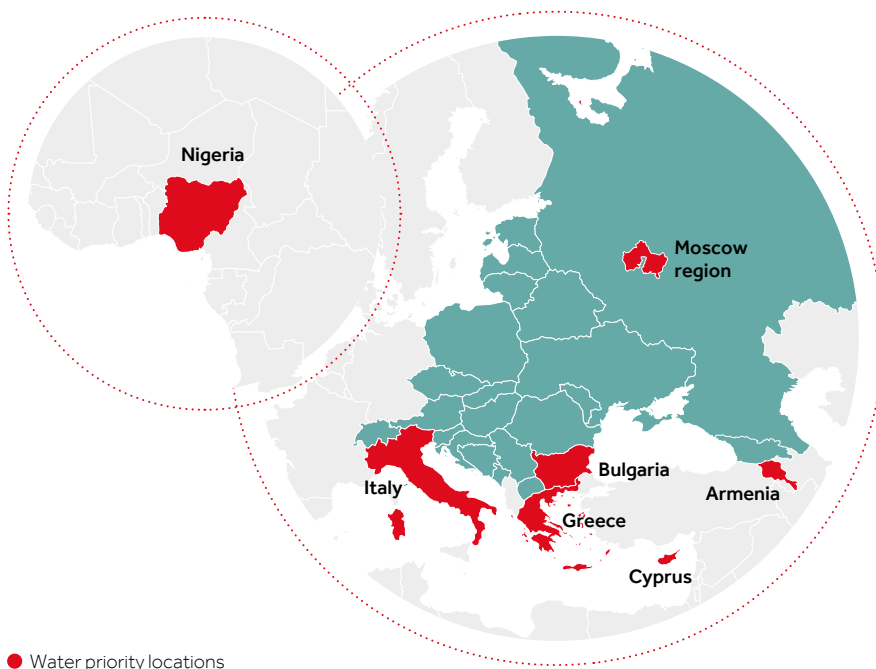 Nigeria
Moscow
region
Italy
Bulgaria
Greece
Armenia
Cyprus
Water priority locations